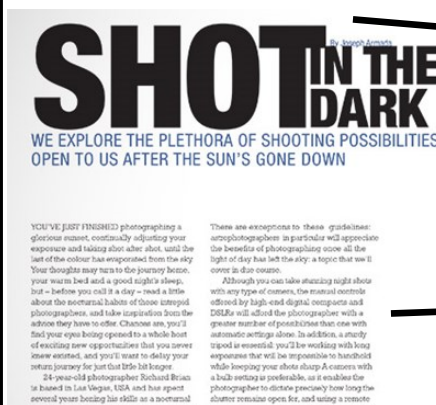 SHOT IN THE DARK
By Joseph Armada
WE EXPLORE THE PLETHORA OF SHOOTING POSSIBILITIES
OPEN TO US AFTER THE SUN'S GONE DOWN
YOU'VE JUST FINISHED photographing a
glorious sunset, continually adjusting your
exposure and taking shot after shot, until the
last of the colour has evaporated from the sky.
Your thoughts may turn to the journey home,
your warm bed and a good night's sleep,
but – before you call it a day – read a little
about the nocturnal habits of these intrepid
photographers, and take inspiration from the
advice they have to offer. Chances are, you'll
find your eyes being opened to a whole host
of exciting new opportunities that you never
knew existed, and you'll want to delay your
return journey for just that little bit longer.
24-year-old photographer Richard Brian
is based in Las Vegas, USA and has spent
several years honing his skills as a nocturnal
There are exceptions to these guidelines:
astrophotographers in particular will appreciate
the benefits of photographing once all the
light of day has left the sky: a topic that we'll
cover in due course.
Although you can take stunning night shots
with any type of camera, the manual controls
offered by high-end digital compacts and
DSLRs will afford the photographer with a
greater number of possibilities than one with
automatic settings alone. In addition, a sturdy
tripod is essential: you'll be working with long
exposures that will be impossible to handhold
while keeping your shots sharp. A camera with
a bulb setting is preferable, as it enables the
photographer to dictate precisely how long the
shutter remains open for, and using a remote